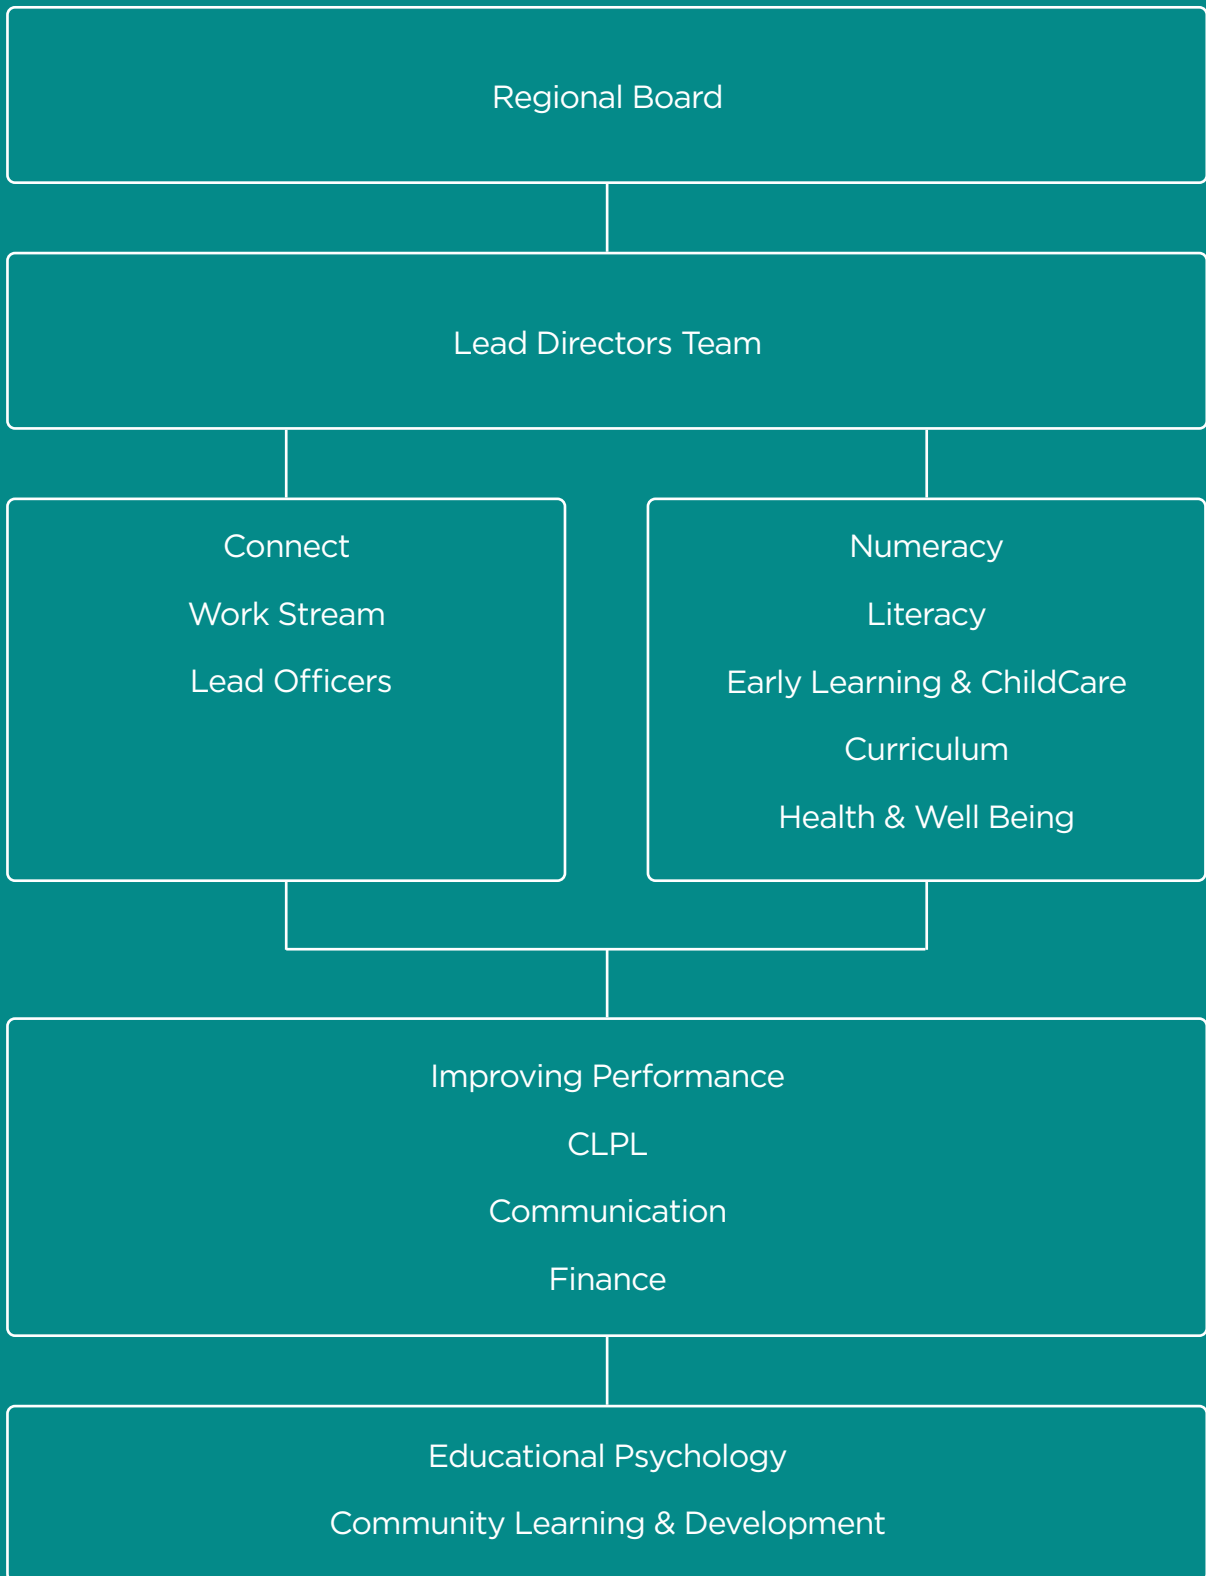 Regional Board
Lead Directors Team
Connect
Work Stream
Lead Officers
Numeracy
Literacy
Early Learning & ChildCare
Curriculum
Health & Well Being
Improving Performance
CLPL
Communication
Finance
Educational Psychology
Community Learning & Development